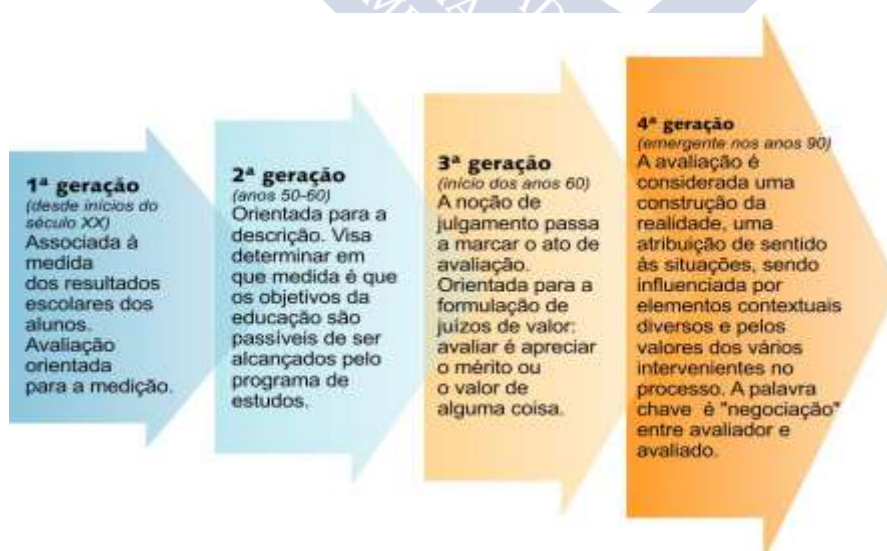 1ª geração
(desde inícios do
século XX)
Associada à
medida
dos resultados
escolares dos
alunos.
Avaliação
orientada
para a medição.
2ª geração
(anos 50-60)
Orientada para a
descrição. Visa
determinar em
que medida é que
os objetivos da
educação são
passíveis de ser
alcançados pelo
programa de
estudos.
3ª geração
(início dos anos 60)
A noção de
julgamento passa
a marcar o ato de
avaliação.
Orientada para a
formulação de
juízos de valor:
avaliar é apreciar
o mérito ou
o valor de
alguma coisa.
4ª geração
(emergente nos anos 90)
A avaliação é
considerada uma
construção da
realidade, uma
atribuição de sentido
às situações, sendo
influenciada por
elementos contextuais
diversos e pelos
valores dos vários
intervenientes no
processo. A palavra
chave é "negociação"
entre avaliador e
avaliado.